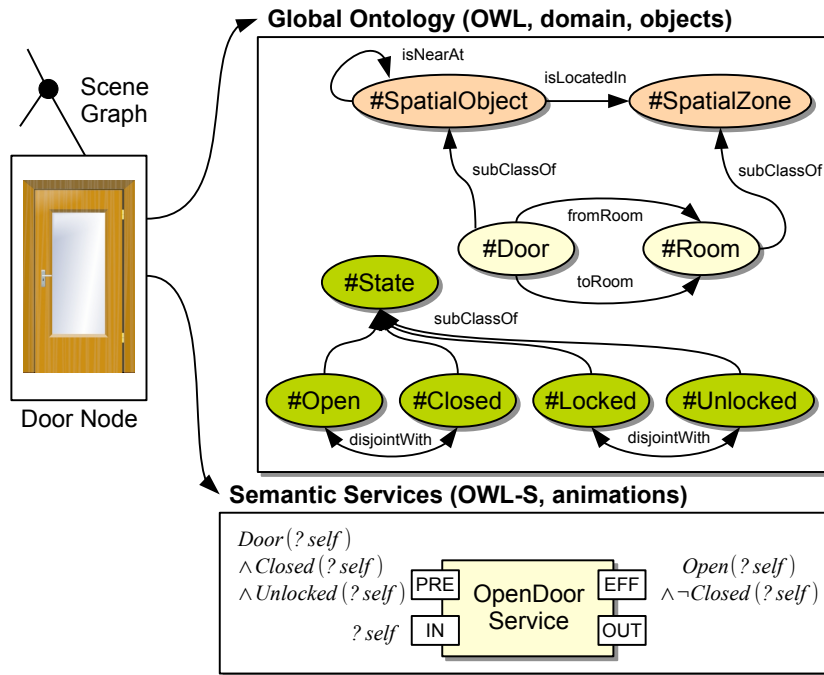 Global Ontology (OWL, domain, objects)
Scene
Graph
Door Node
isNearAt
isLocatedIn
#SpatialObject
#SpatialZone
subClassOf
subClassOf
fromRoom
#Door
#Room
toRoom
#State
subClassOf
#Open
#Closed
#Locked
#Unlocked
disjointWith
disjointWith
Semantic Services (OWL-S, animations)
Door(? self)
∧Closed(? self)
∧Unlocked(? self)
? self
PRE
IN
OpenDoor
Service
EFF
OUT
Open(? self)
∧¬Closed(? self)